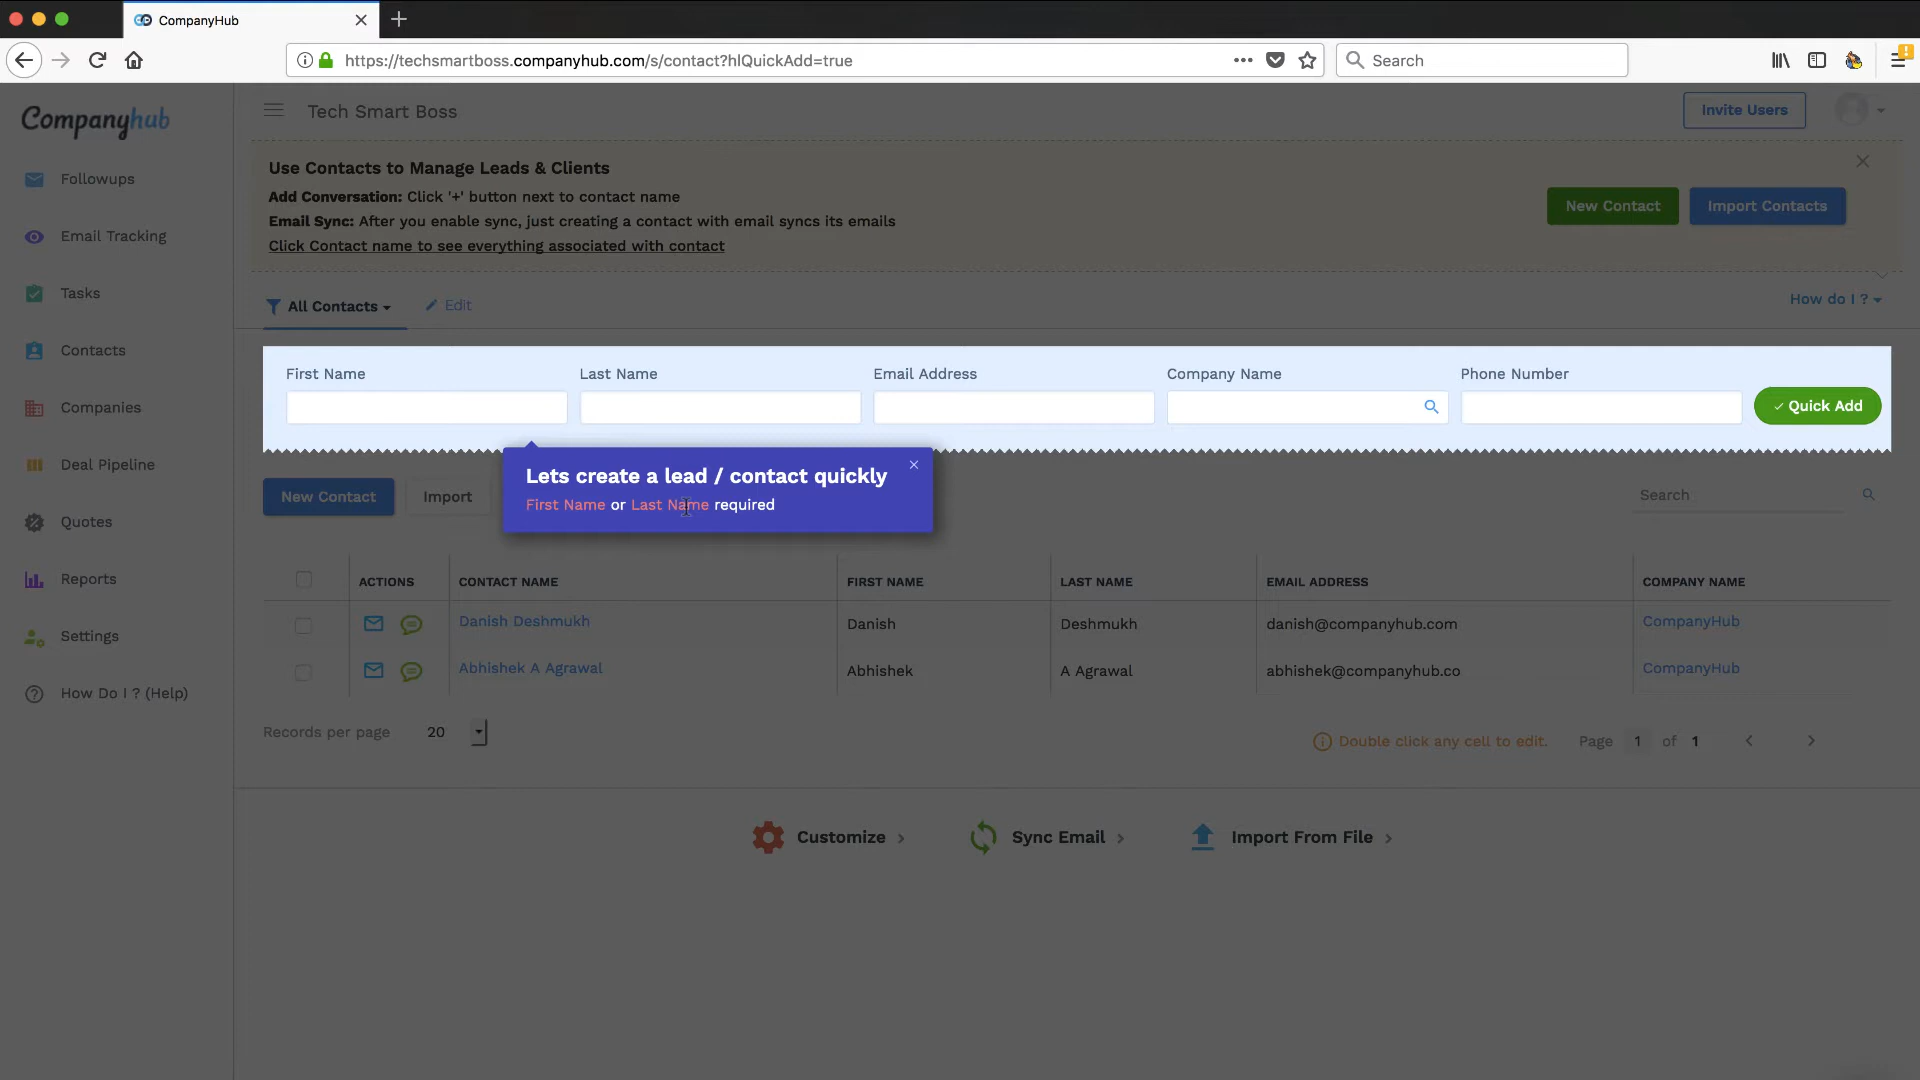 CompanyHub
https://techsmartboss.companyhub.com/s/contact?hlQuickAdd=true
Search
Companyhub
Tech Smart Boss
Invite Users
Use Contacts to Manage Leads & Clients
Add Conversation: Click '+' button next to contact name
Email Sync: After you enable sync, just creating a contact with email syncs its emails
Click Contact name to see everything associated with contact
New Contact
Import Contacts
Followups
Email Tracking
Tasks
Contacts
Companies
Deal Pipeline
Quotes
Reports
Settings
How Do I ? (Help)
All Contacts
Edit
How do I ?
First Name
Last Name
Email Address
Company Name
Phone Number
Quick Add
Lets create a lead / contact quickly
First Name or Last Name required
New Contact
Import
Search
ACTIONS
CONTACT NAME
FIRST NAME
LAST NAME
EMAIL ADDRESS
COMPANY NAME
Danish Deshmukh
Danish
Deshmukh
danish@companyhub.com
CompanyHub
Abhishek A Agrawal
Abhishek
A Agrawal
abhishek@companyhub.co
CompanyHub
Records per page 20
Double click any cell to edit.
Page 1 of 1
Customize
Sync Email
Import From File